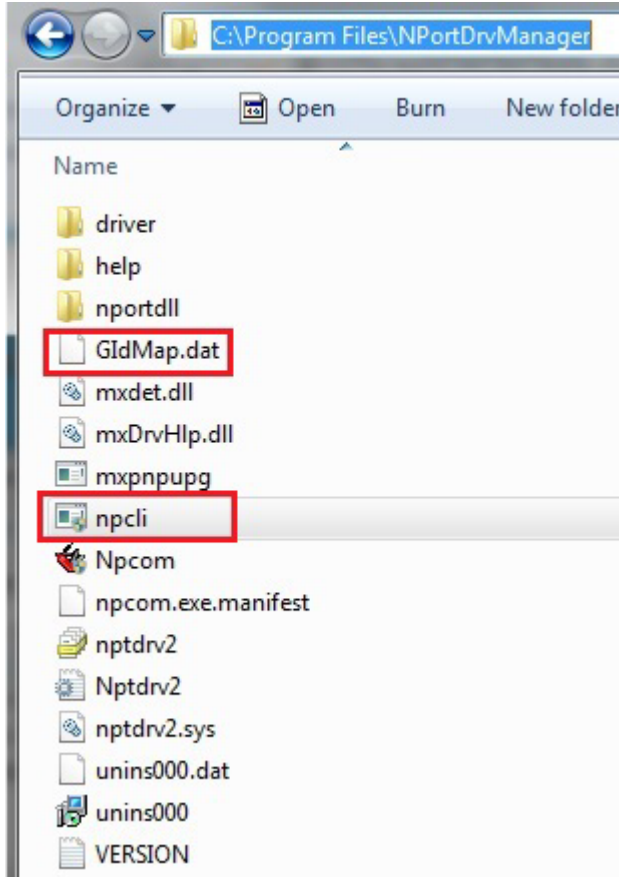 C:\Program Files\NPortDrvManager
Organize Open Burn New folder
Name
driver
help
nportdll
GIdMap.dat
mxdet.dll
mxDrvHlp.dll
mxpnpupg
npcli
Npcom
npcom.exe.manifest
nptdrv2
Nptdrv2
nptdrv2.sys
unins000.dat
unins000
VERSION